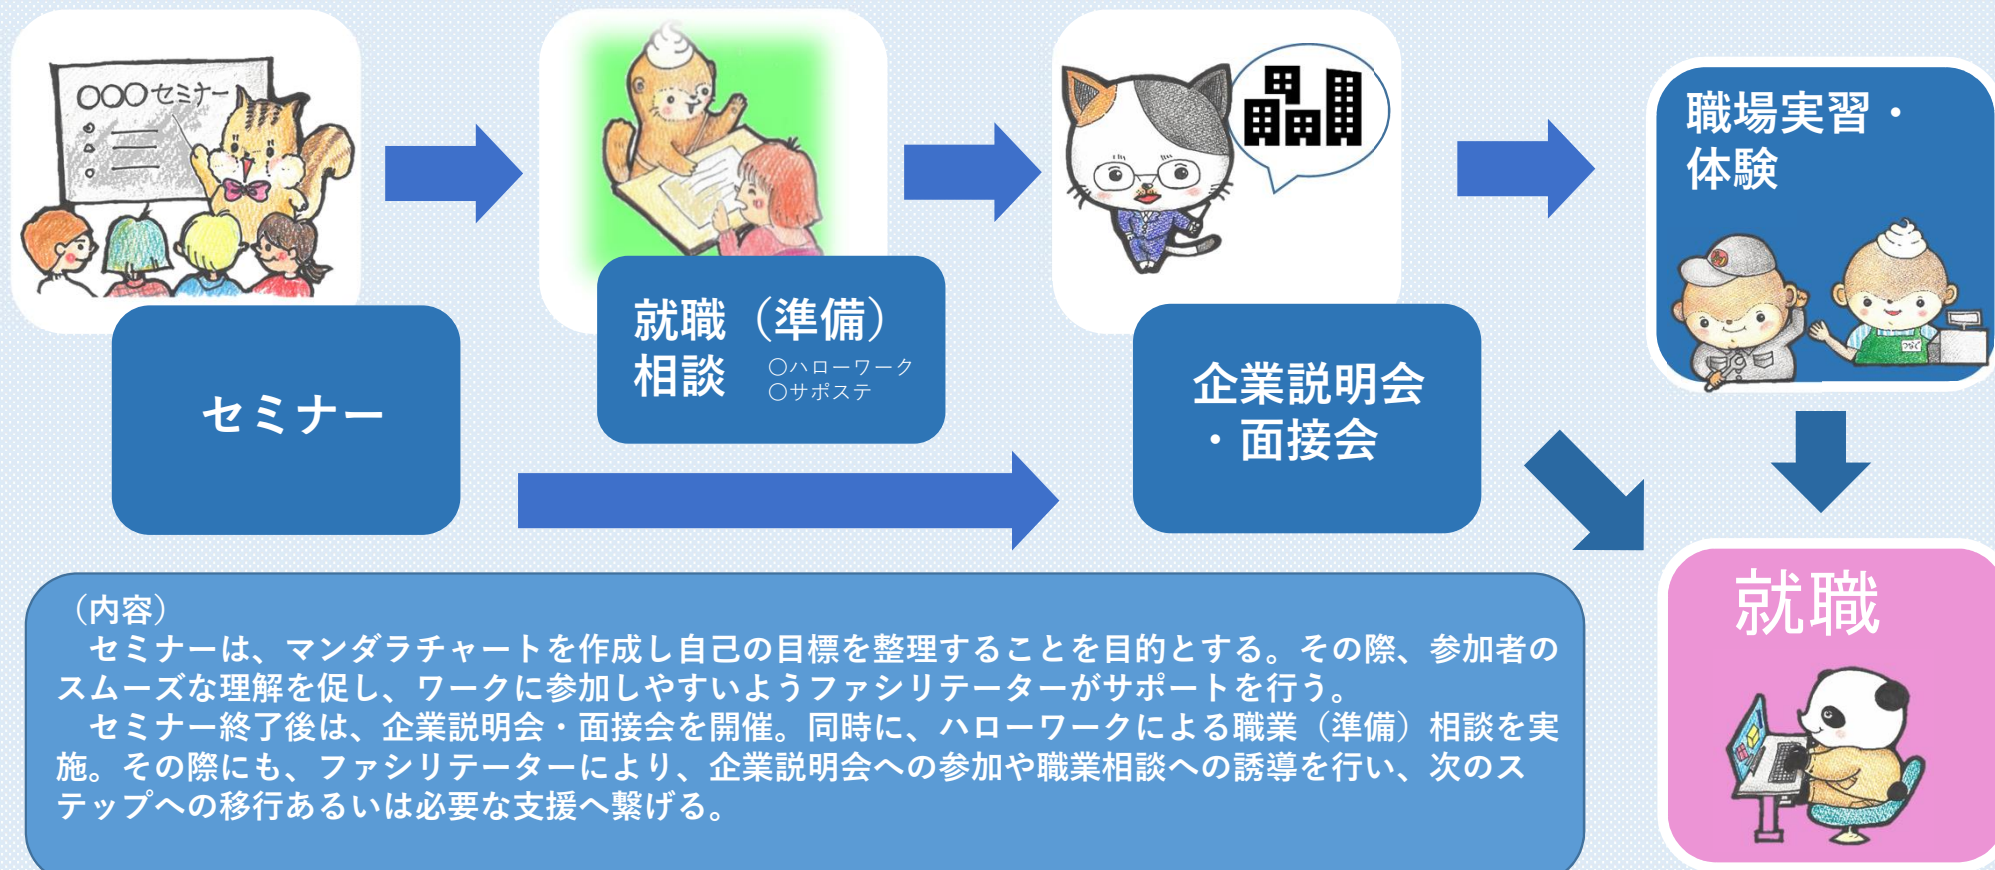 〇〇〇セミナー
セミナー
就職（準備）
相談
〇ハローワーク
〇サポステ
企業説明会
・面接会
職場実習・
体験
就職
（内容）
　セミナーは、マンダラチャートを作成し自己の目標を整理することを目的とする。その際、参加者の
スムーズな理解を促し、ワークに参加しやすいようファシリテーターがサポートを行う。
　セミナー終了後は、企業説明会・面接会を開催。同時に、ハローワークによる職業（準備）相談を実
施。その際にも、ファシリテーターにより、企業説明会への参加や職業相談への誘導を行い、次のス
テップへの移行あるいは必要な支援へ繋げる。